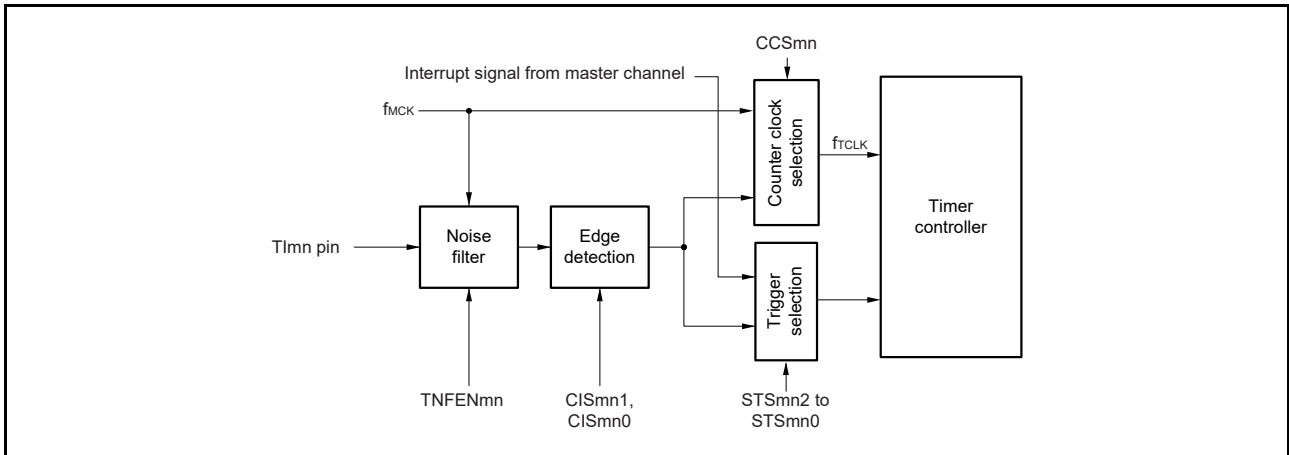 CCSmn
Interrupt signal from master channel
fMCK
Counter clock
selection
fTCLK
Timer
controller
TImn pin
Noise
filter
Edge
detection
Trigger
selection
TNFENmn
CISmn1,
CISmn0
STSmn2 to
STSmn0